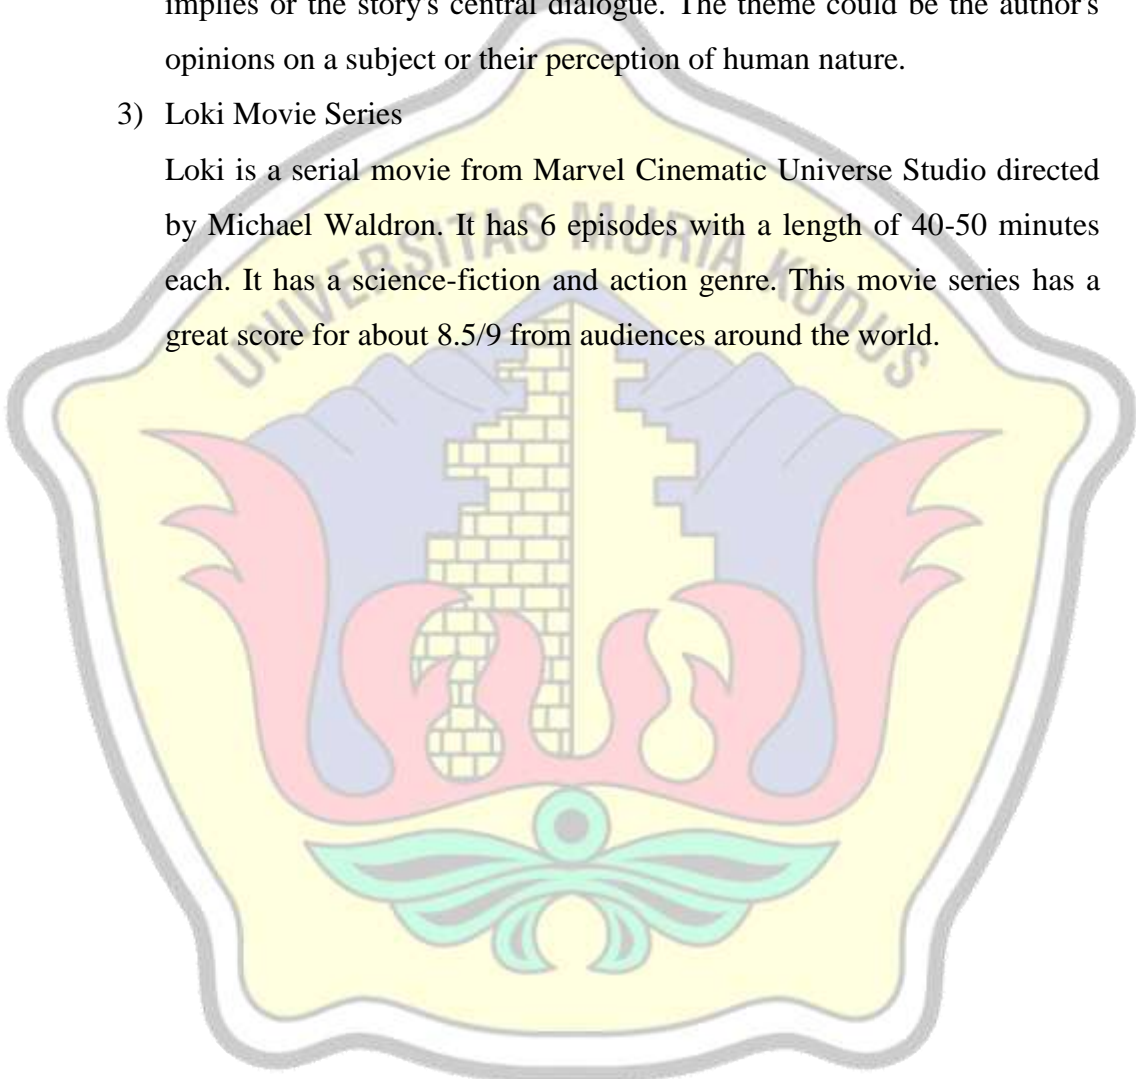 implies or the story's central dialogue. The theme could be the author's
opinions on a subject or their perception of human nature.
3) Loki Movie Series
Loki is a serial movie from Marvel Cinematic Universe Studio directed
by Michael Waldron. It has 6 episodes with a length of 40-50 minutes
each. It has a science-fiction and action genre. This movie series has a
great score for about 8.5/9 from audiences around the world.
UNIVERSITAS MURIA KUDUS